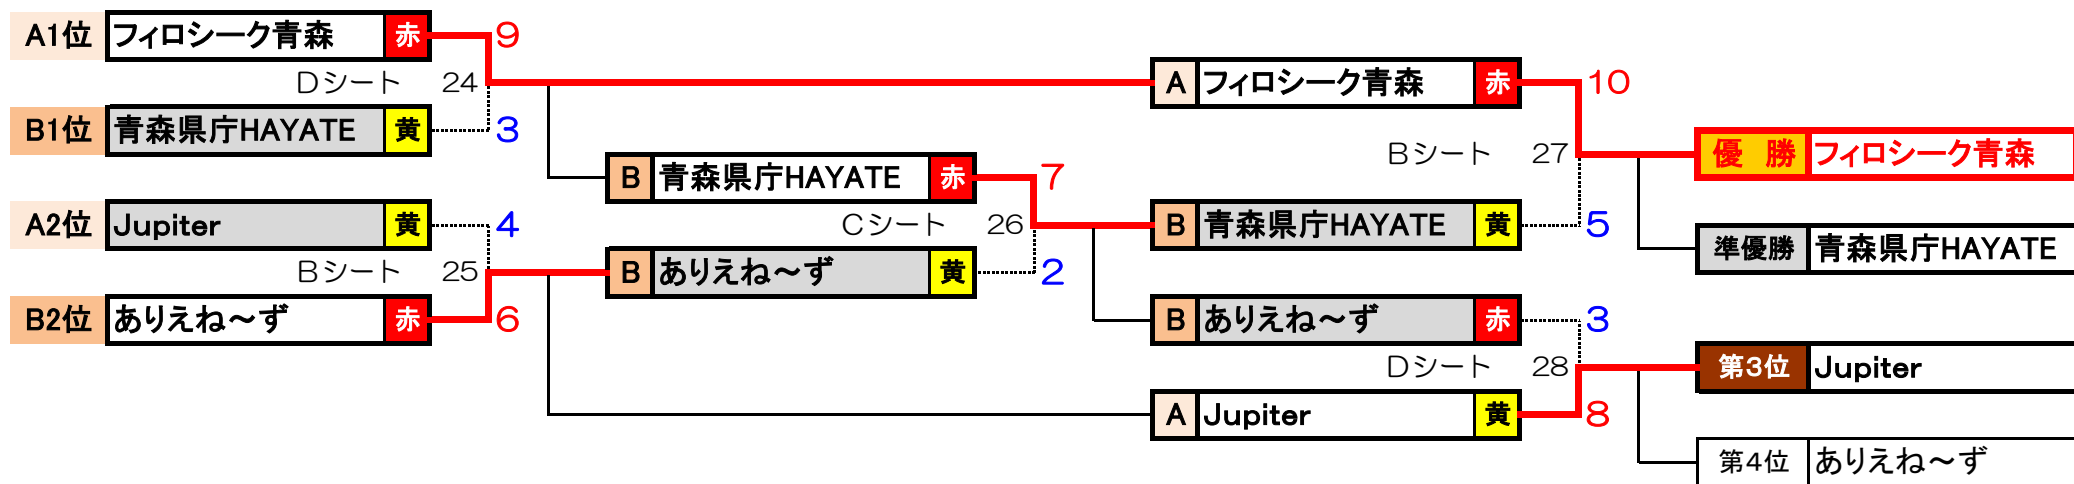 A1位 フィロシーク青森 赤 9
Dシート 24
B1位 青森県庁HAYATE 黄 3
A2位 Jupiter 黄 4
Bシート 25
B2位 ありえね～ず 赤 6
B 青森県庁HAYATE 赤 7
Cシート 26
B ありえね～ず 黄 2
A フィロシーク青森 赤 10
Bシート 27
B 青森県庁HAYATE 黄 5
B ありえね～ず 赤 3
Dシート 28
A Jupiter 黄 8
優 勝 フィロシーク青森
準優勝 青森県庁HAYATE
第3位 Jupiter
第4位 ありえね～ず